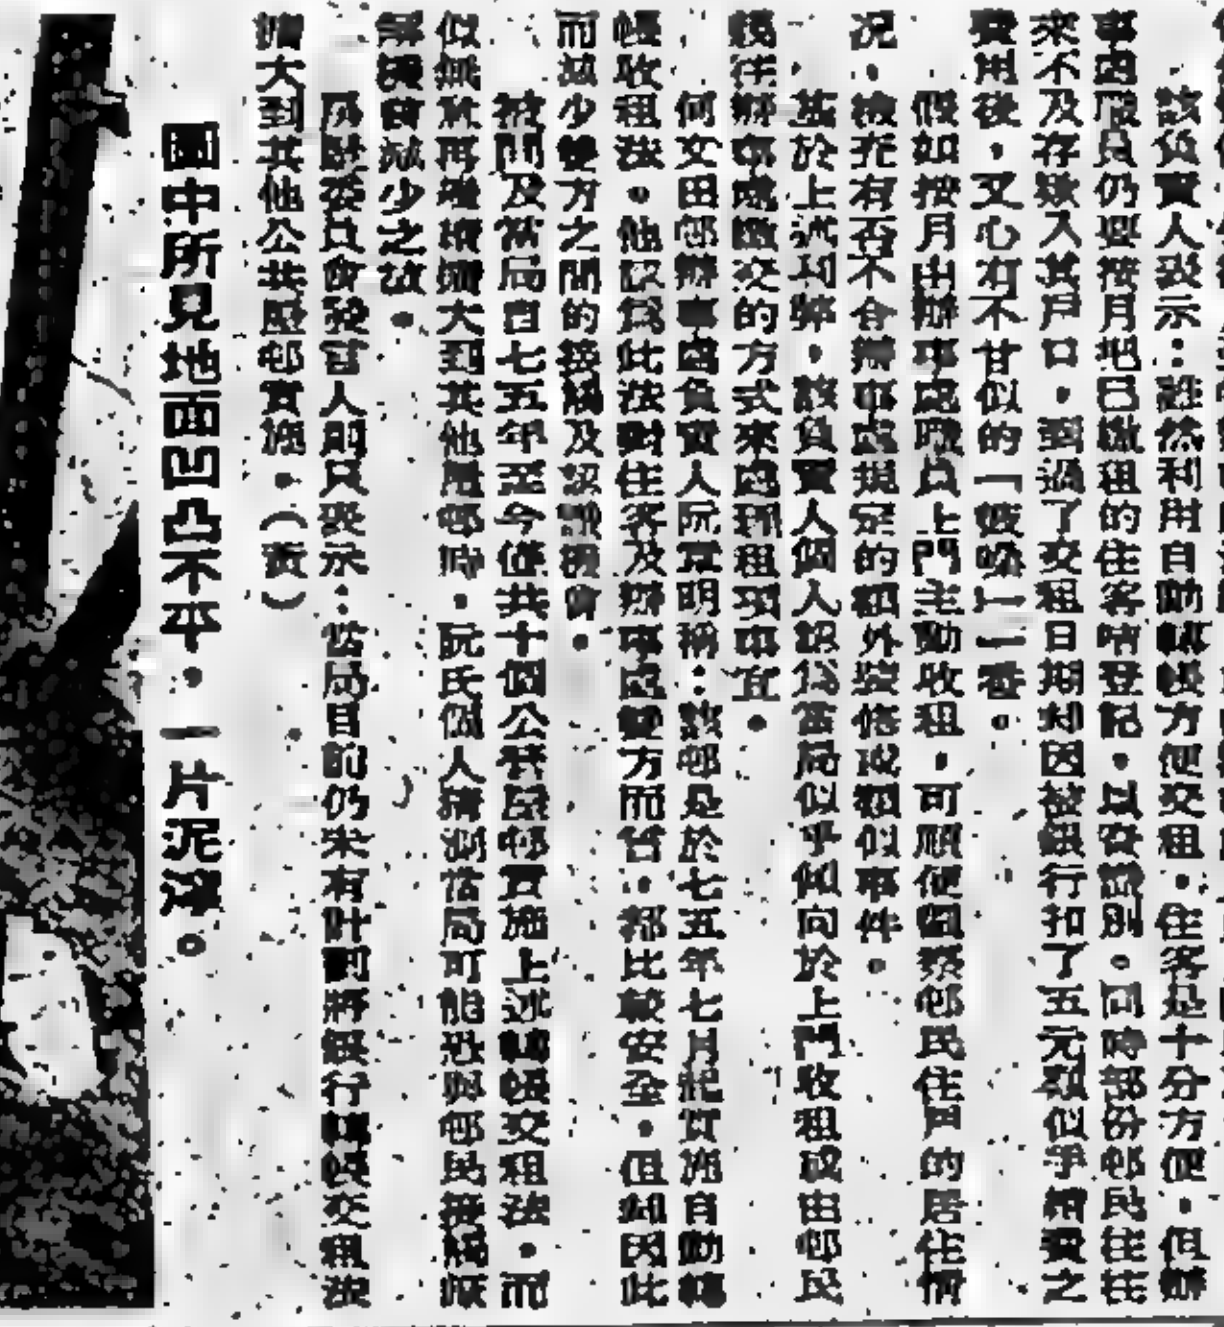 該負責人表示：雖然利用自動轉帳方便交租，住客是十分方便，但辦
事處職員仍要按月地已繳租的住客啃登記，以安識別。同時部份邨民往往
來不及存欵入其戶口，到過了交租日期却因被銀行扣了五元類似手續費之
費用後，又心有不甘似的「嘈一番。
假如按月由辦事處職員上門主動收租，可順便觀察邨民住戶的居住情
况，檢查有否不合辦事處規定的額外裝修或類似事件。
基於上述利弊，該負責人個人認為當局似乎傾向於上門收租或由邨民
親往辦事處繳交的方式來處理租項事宜。
何文田邨辦事處負責人阮算明稱：該邨是於七五年七月起實施自動轉
帳收租法。他認為此法對住客及辦事處雙方而言，都比較安全，但却因此
而減少雙方之間的接觸及認識機會。
被問及當局自七五年至今僅共十個公共屋邨實施上述轉帳交租法，而
似無意再繼續擴大到其他屋邨時，阮氏個人猜測當局可能恐與邨民接觸
了解機會減少之故。
房屋委員會發言人則只表示：當局目前仍未有計劃將銀行轉帳交租法
擴大到其他公共屋邨實施。（責）
圖中所見地面凹凸不平，一片泥濘。